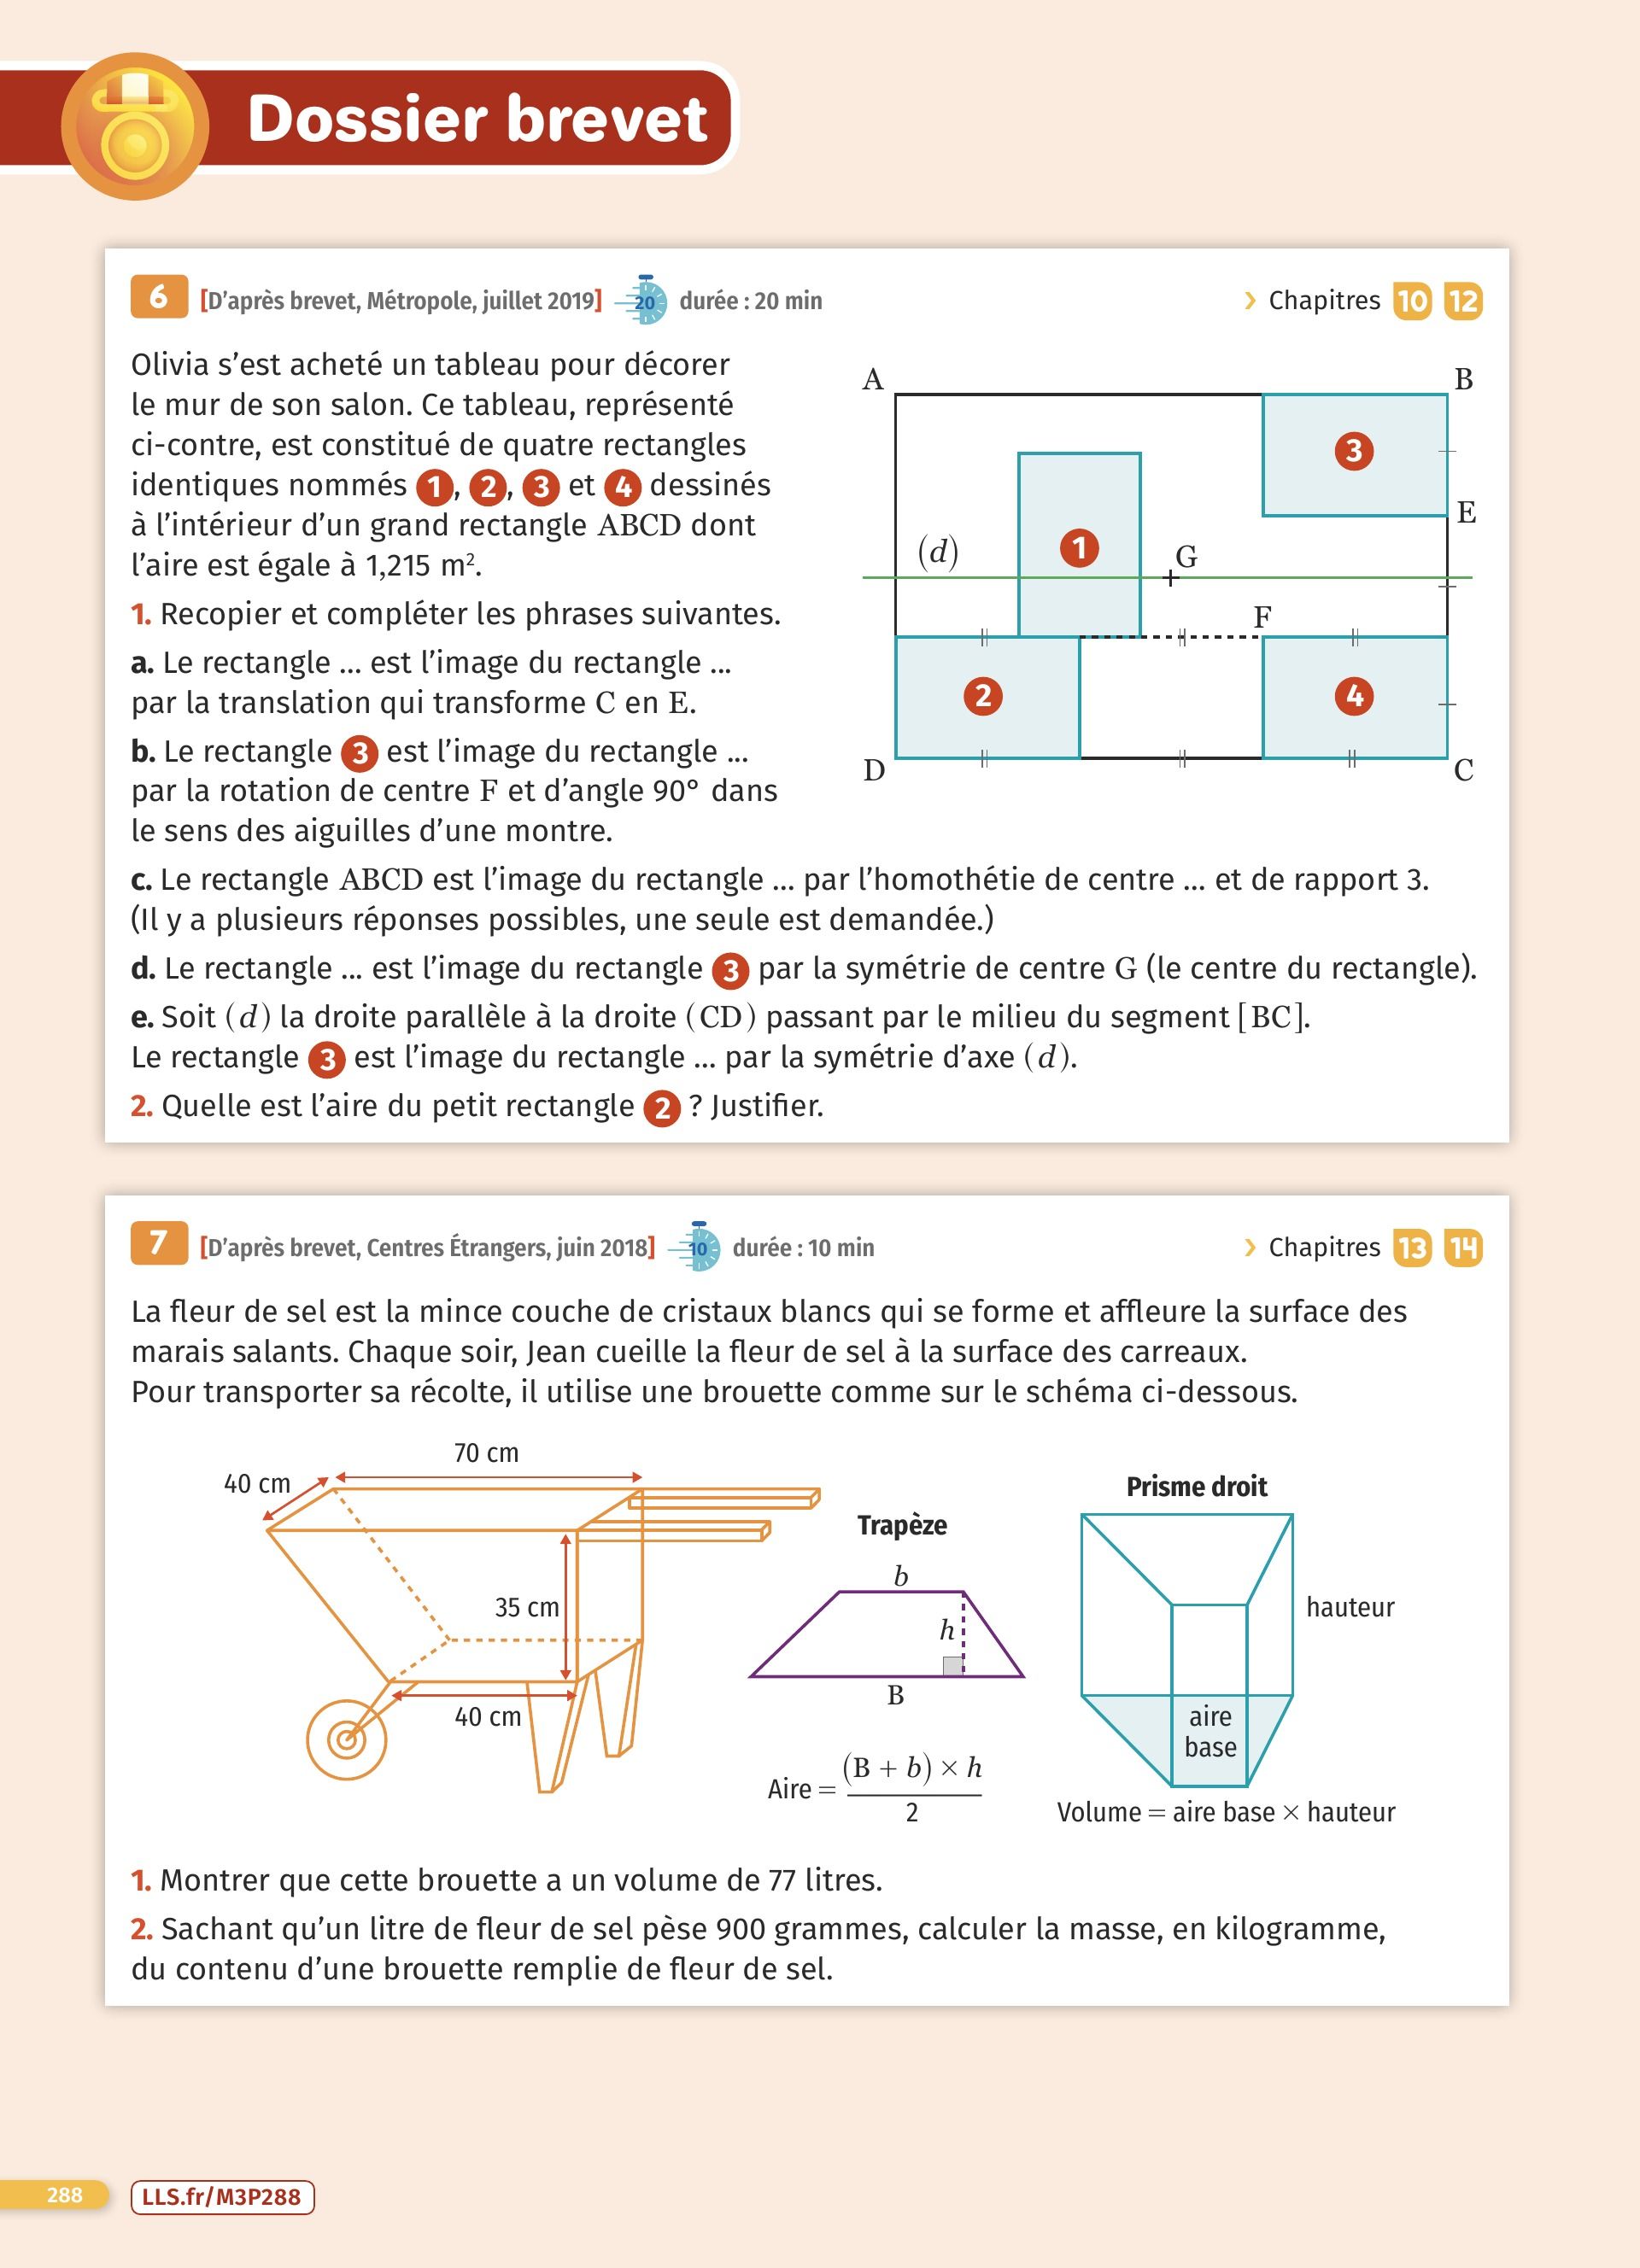 Dossier brevet
6 [D’après brevet, Métropole, juillet 2019] 20 durée : 20 min › Chapitres 10 12
Olivia s’est acheté un tableau pour décorer
le mur de son salon. Ce tableau, représenté
ci-contre, est constitué de quatre rectangles
identiques nommés 1, 2, 3 et 4 dessinés
à l’intérieur d’un grand rectangle ABCD dont
l’aire est égale à 1,215 m².
1. Recopier et compléter les phrases suivantes.
a. Le rectangle ... est l’image du rectangle ...
par la translation qui transforme C en E.
b. Le rectangle 3 est l’image du rectangle ...
par la rotation de centre F et d’angle 90° dans
le sens des aiguilles d’une montre.
A
B
3
E
(d)
1
G
F
2
4
D
C
c. Le rectangle ABCD est l’image du rectangle ... par l’homothétie de centre ... et de rapport 3.
(Il y a plusieurs réponses possibles, une seule est demandée.)
d. Le rectangle ... est l’image du rectangle 3 par la symétrie de centre G (le centre du rectangle).
e. Soit (d) la droite parallèle à la droite (CD) passant par le milieu du segment [BC].
Le rectangle 3 est l’image du rectangle ... par la symétrie d’axe (d).
2. Quelle est l’aire du petit rectangle 2 ? Justifier.
7 [D’après brevet, Centres Étrangers, juin 2018] 10 durée : 10 min › Chapitres 13 14
La fleur de sel est la mince couche de cristaux blancs qui se forme et affleure la surface des
marais salants. Chaque soir, Jean cueille la fleur de sel à la surface des carreaux.
Pour transporter sa récolte, il utilise une brouette comme sur le schéma ci-dessous.
70 cm
40 cm
35 cm
40 cm
Trapèze
b
h
B
Aire = (B + b) × h
2
Prisme droit
hauteur
aire
base
Volume = aire base × hauteur
1. Montrer que cette brouette a un volume de 77 litres.
2. Sachant qu’un litre de fleur de sel pèse 900 grammes, calculer la masse, en kilogramme,
du contenu d’une brouette remplie de fleur de sel.
288
LLS.fr/M3P288